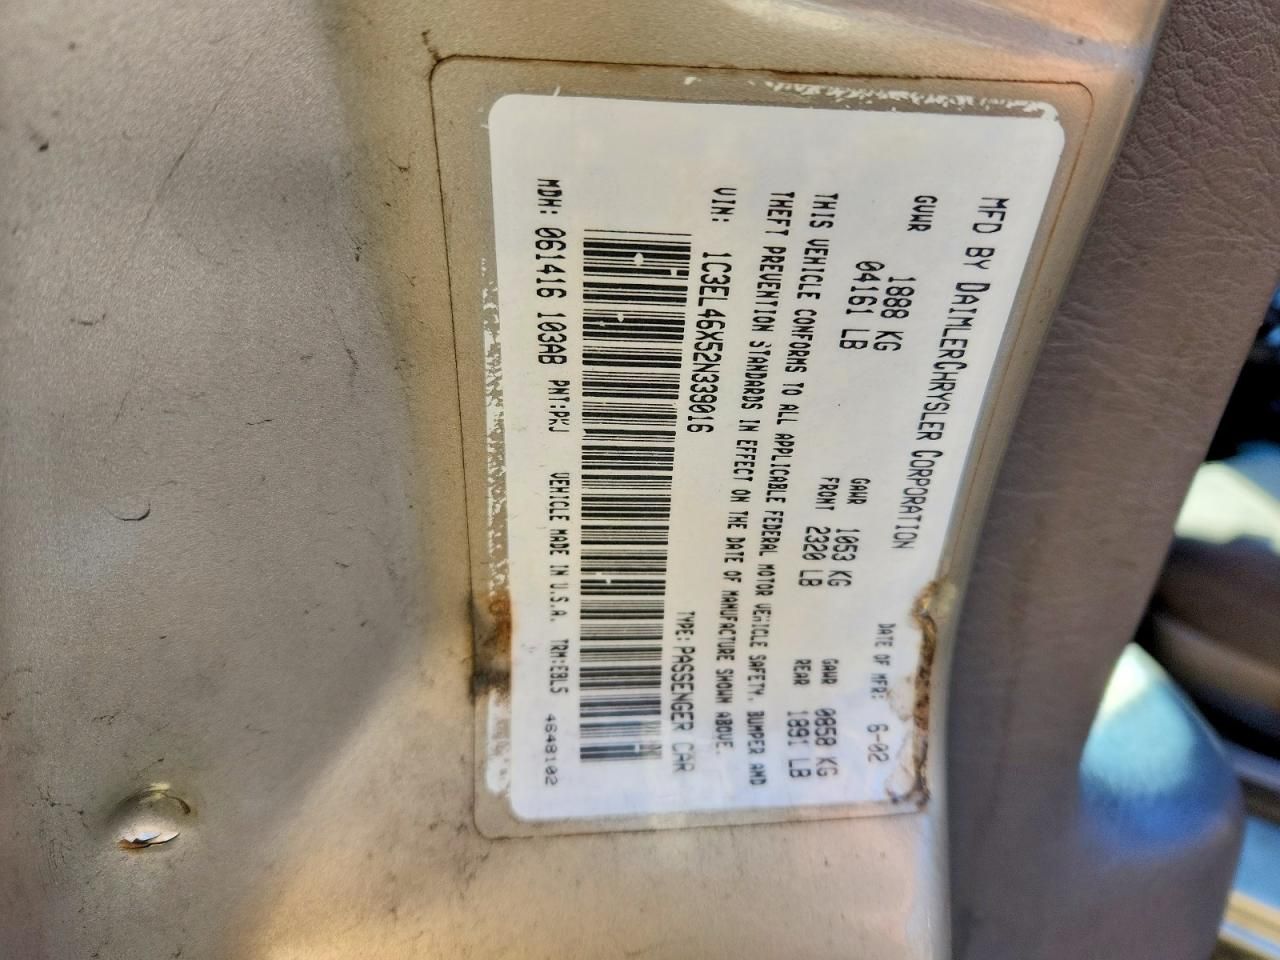 MFD BY DAIMLERCHRYSLER CORPORATION
DATE OF MFR: 6-02
GVWR 1888 KG
04161 LB
GAWR 1053 KG
FRONT 2320 LB
GAWR 0858 KG
REAR 1891 LB
THIS VEHICLE CONFORMS TO ALL APPLICABLE FEDERAL MOTOR VEHICLE SAFETY, BUMPER AND
THEFT PREVENTION STANDARDS IN EFFECT ON THE DATE OF MANUFACTURE SHOWN ABOVE.
VIN: 1C3EL46X52N339016 TYPE: PASSENGER CAR
MDH: 061416 103AB PNT:PKJ VEHICLE MADE IN U.S.A. TRM:EBL5 4648102